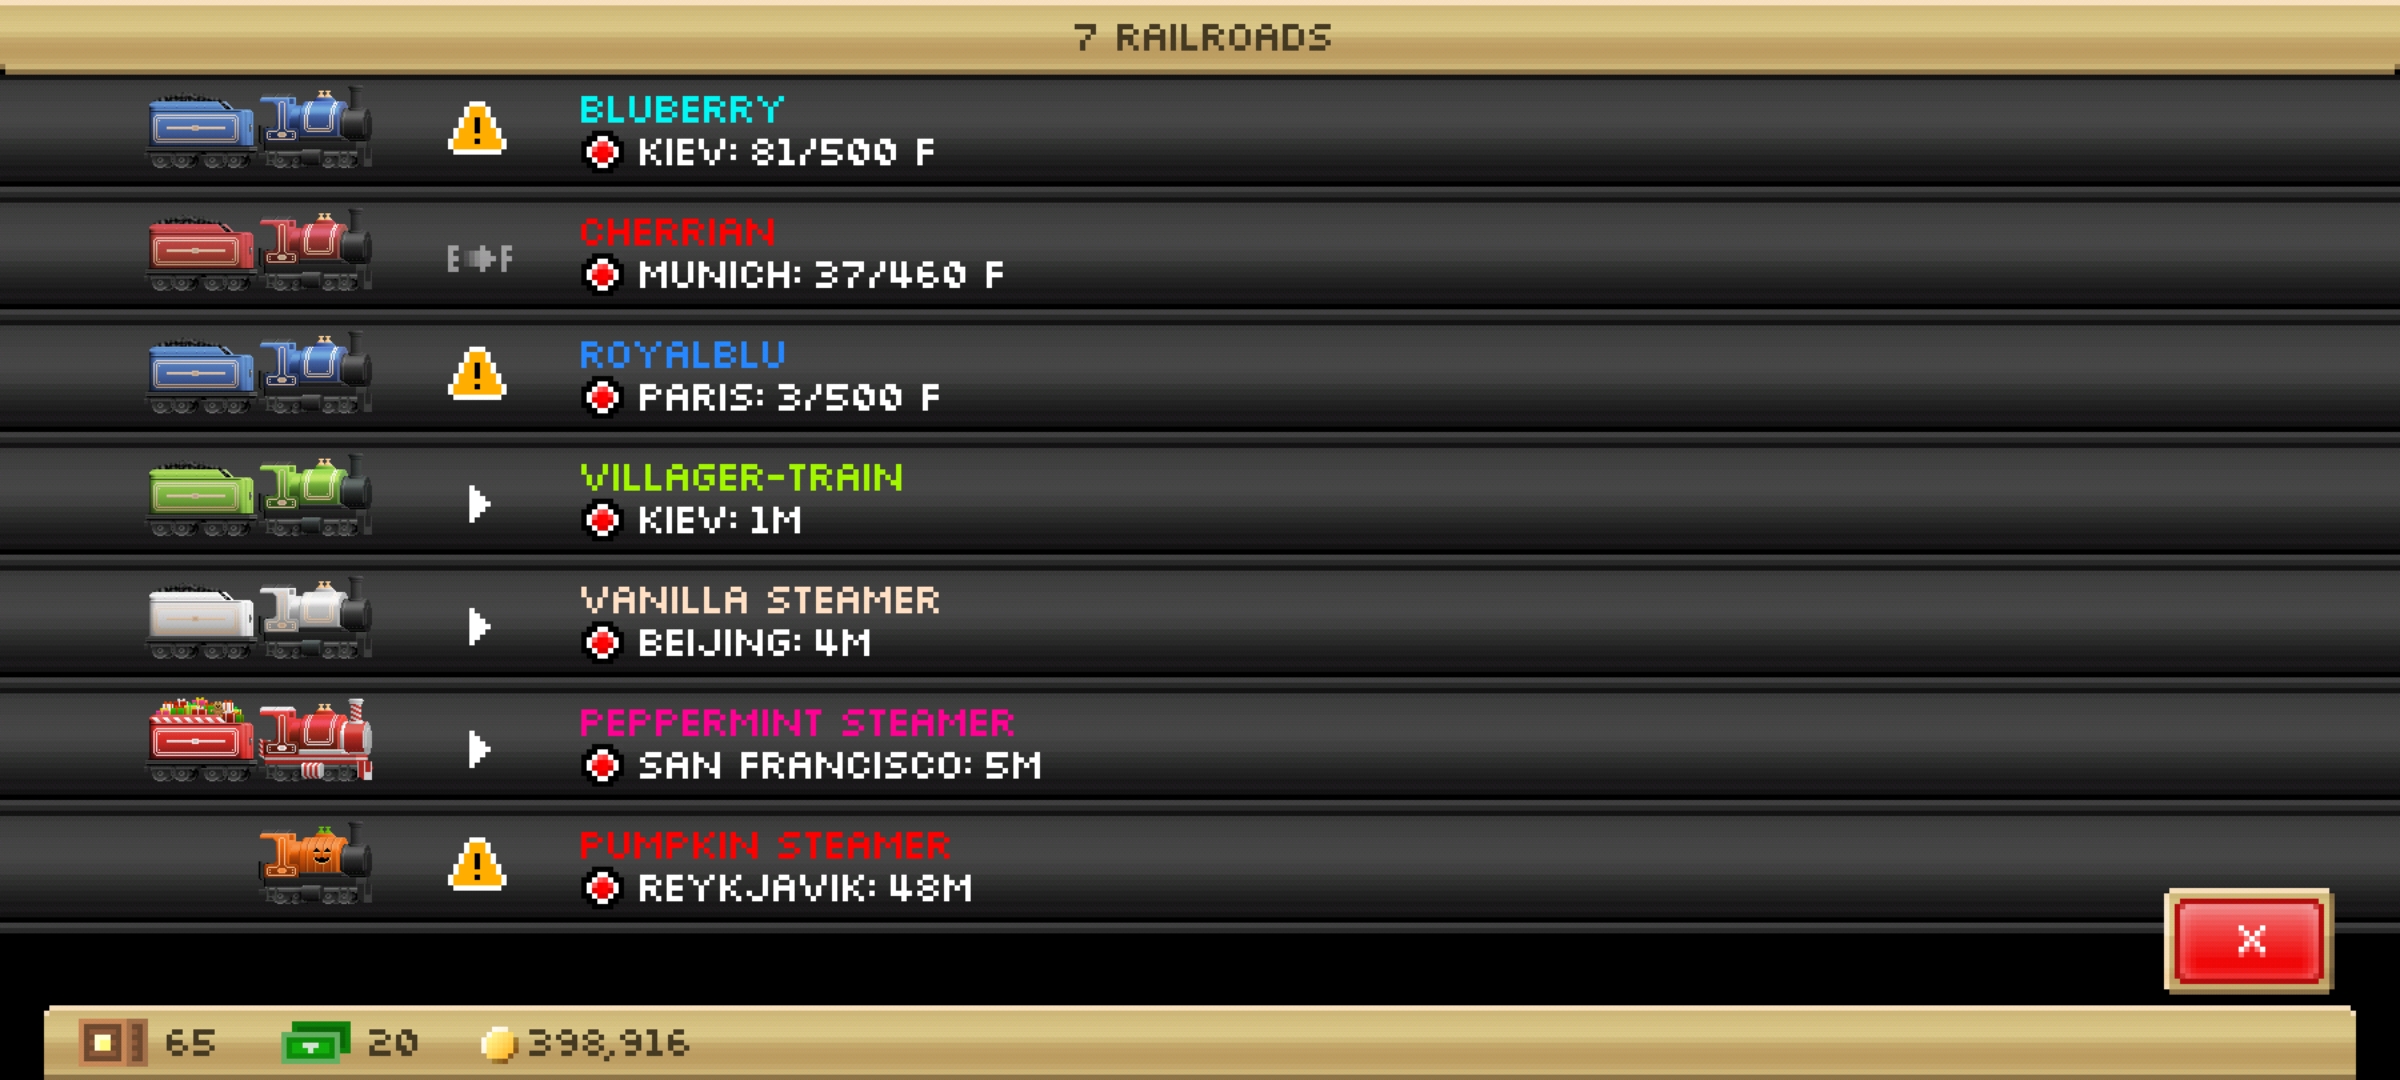 7 RAILROADS
BLUBERRY
KIEV: 81/500 F
E F
CHERRIAN
MUNICH: 37/460 F
ROYALBLU
PARIS: 3/500 F
VILLAGER-TRAIN
KIEV: 1M
VANILLA STEAMER
BEIJING: 4M
PEPPERMINT STEAMER
SAN FRANCISCO: 5M
PUMPKIN STEAMER
REYKJAVIK: 48M
X
65 20 398,916